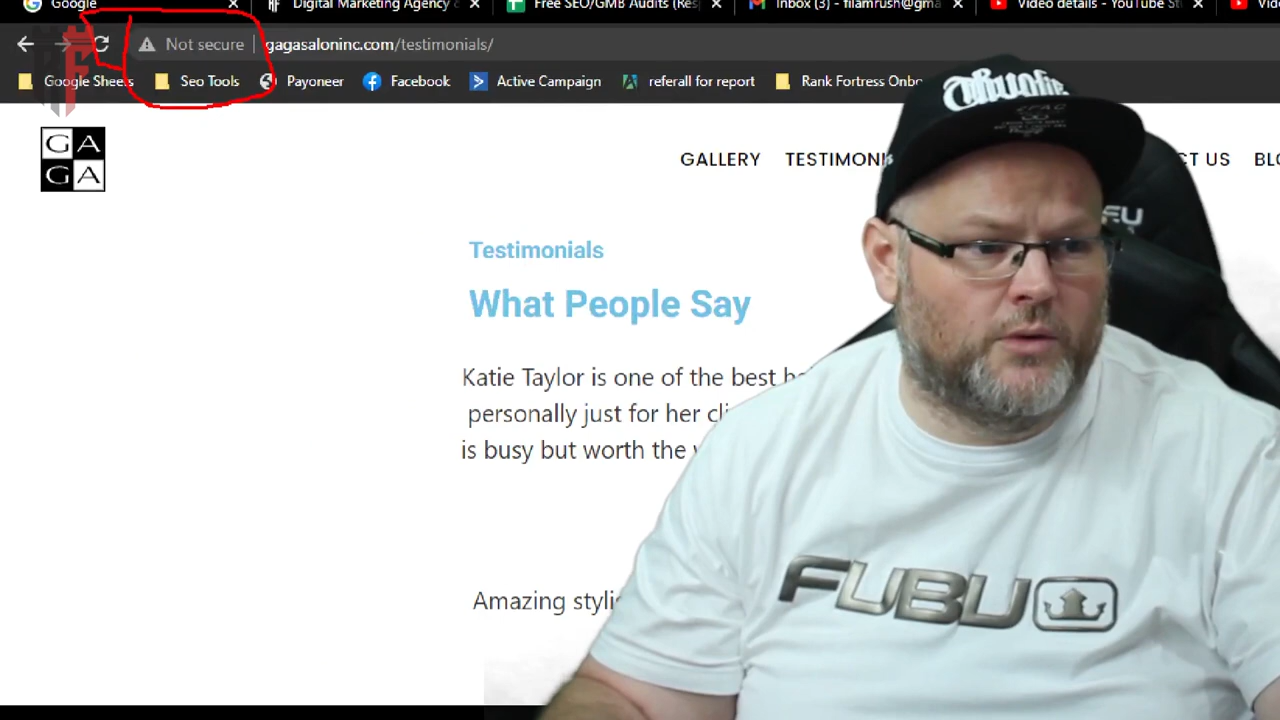 Google
Digital Marketing Agency
Free SEO/GMB Audits (Res
Inbox (3) - filamrush@gma
Video details - YouTube St
Not secure
gagasaloninc.com/testimonials/
Google Sheets
Seo Tools
Payoneer
Facebook
Active Campaign
referall for report
Rank Fortress Onbo
GA
GA
GALLERY
TESTIMONI
CT US
BLO
Testimonials
What People Say
Katie Taylor is one of the best
personally just for her cli
is busy but worth the
Amazing styli
FUBU